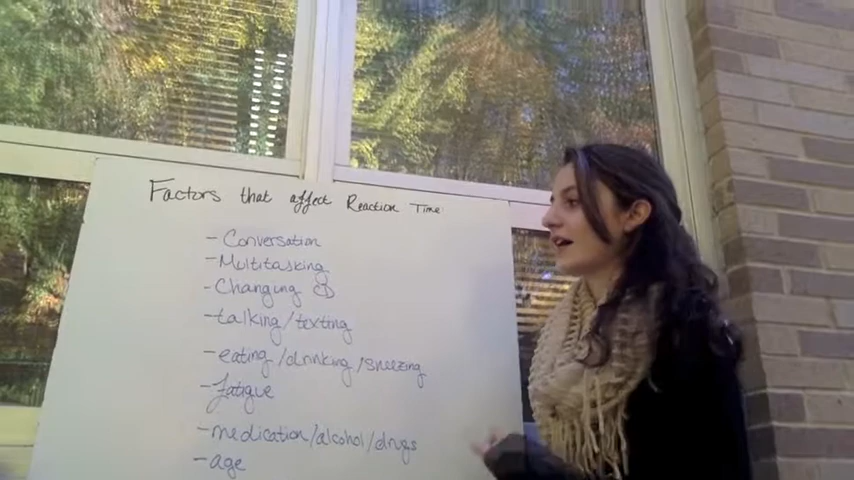 Factors that affect Reaction Time
- Conversation
- Multitasking
- Changing CD
- talking/texting
- eating/drinking/sneezing
- fatigue
- medication/alcohol/drugs
- age